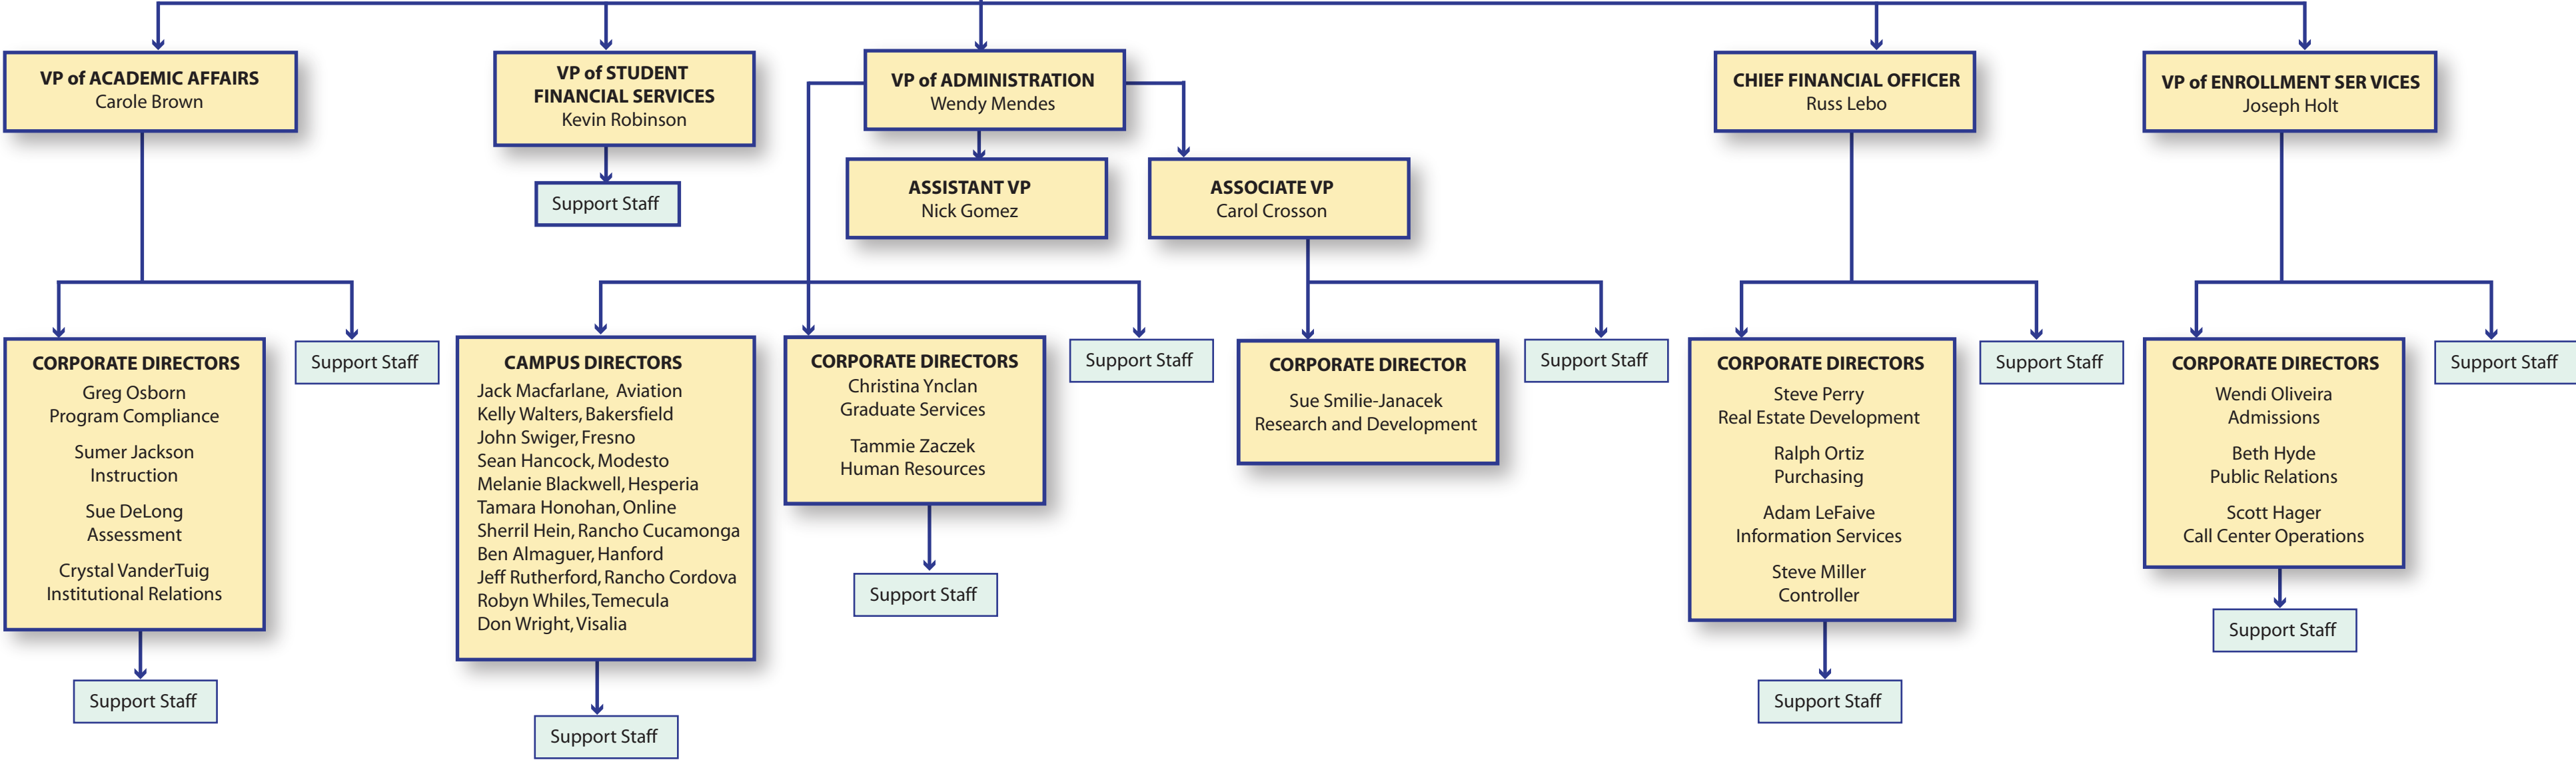 VP of ACADEMIC AFFAIRS
Carole Brown
VP of STUDENT
FINANCIAL SERVICES
Kevin Robinson
Support Staff
VP of ADMINISTRATION
Wendy Mendes
ASSISTANT VP
Nick Gomez
ASSOCIATE VP
Carol Crosson
CHIEF FINANCIAL OFFICER
Russ Lebo
VP of ENROLLMENT SER VICES
Joseph Holt
CORPORATE DIRECTORS
Greg Osborn
Program Compliance
Sumer Jackson
Instruction
Sue DeLong
Assessment
Crystal VanderTuig
Institutional Relations
Support Staff
Support Staff
CAMPUS DIRECTORS
Jack Macfarlane, Aviation
Kelly Walters, Bakersfield
John Swiger, Fresno
Sean Hancock, Modesto
Melanie Blackwell, Hesperia
Tamara Honohan, Online
Sherril Hein, Rancho Cucamonga
Ben Almaguer, Hanford
Jeff Rutherford, Rancho Cordova
Robyn Whiles, Temecula
Don Wright, Visalia
Support Staff
CORPORATE DIRECTORS
Christina Ynclan
Graduate Services
Tammie Zaczek
Human Resources
Support Staff
Support Staff
CORPORATE DIRECTOR
Sue Smilie-Janacek
Research and Development
Support Staff
CORPORATE DIRECTORS
Steve Perry
Real Estate Development
Ralph Ortiz
Purchasing
Adam LeFaive
Information Services
Steve Miller
Controller
Support Staff
Support Staff
CORPORATE DIRECTORS
Wendi Oliveira
Admissions
Beth Hyde
Public Relations
Scott Hager
Call Center Operations
Support Staff
Support Staff